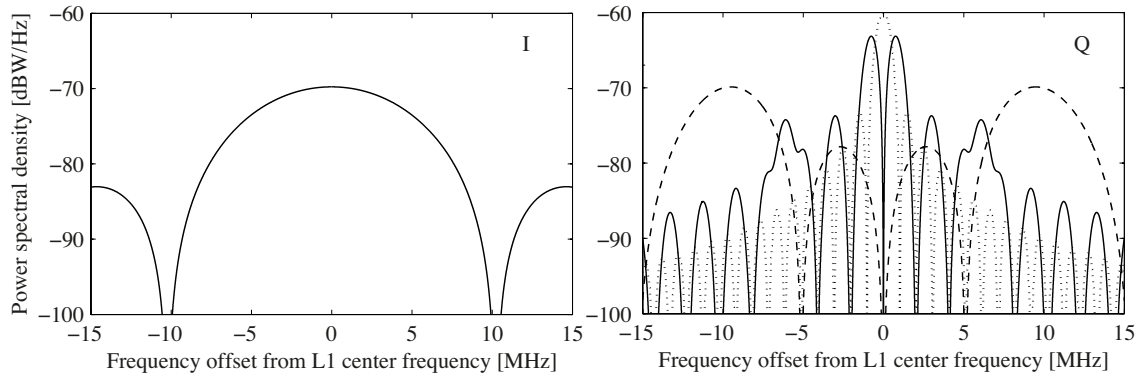 −60
−70
−80
−90
−100
−15 −10 −5 0 5 10 15
Power spectral density [dBW/Hz]
Frequency offset from L1 center frequency [MHz]
I
−60
−70
−80
−90
−100
−15 −10 −5 0 5 10 15
Frequency offset from L1 center frequency [MHz]
Q